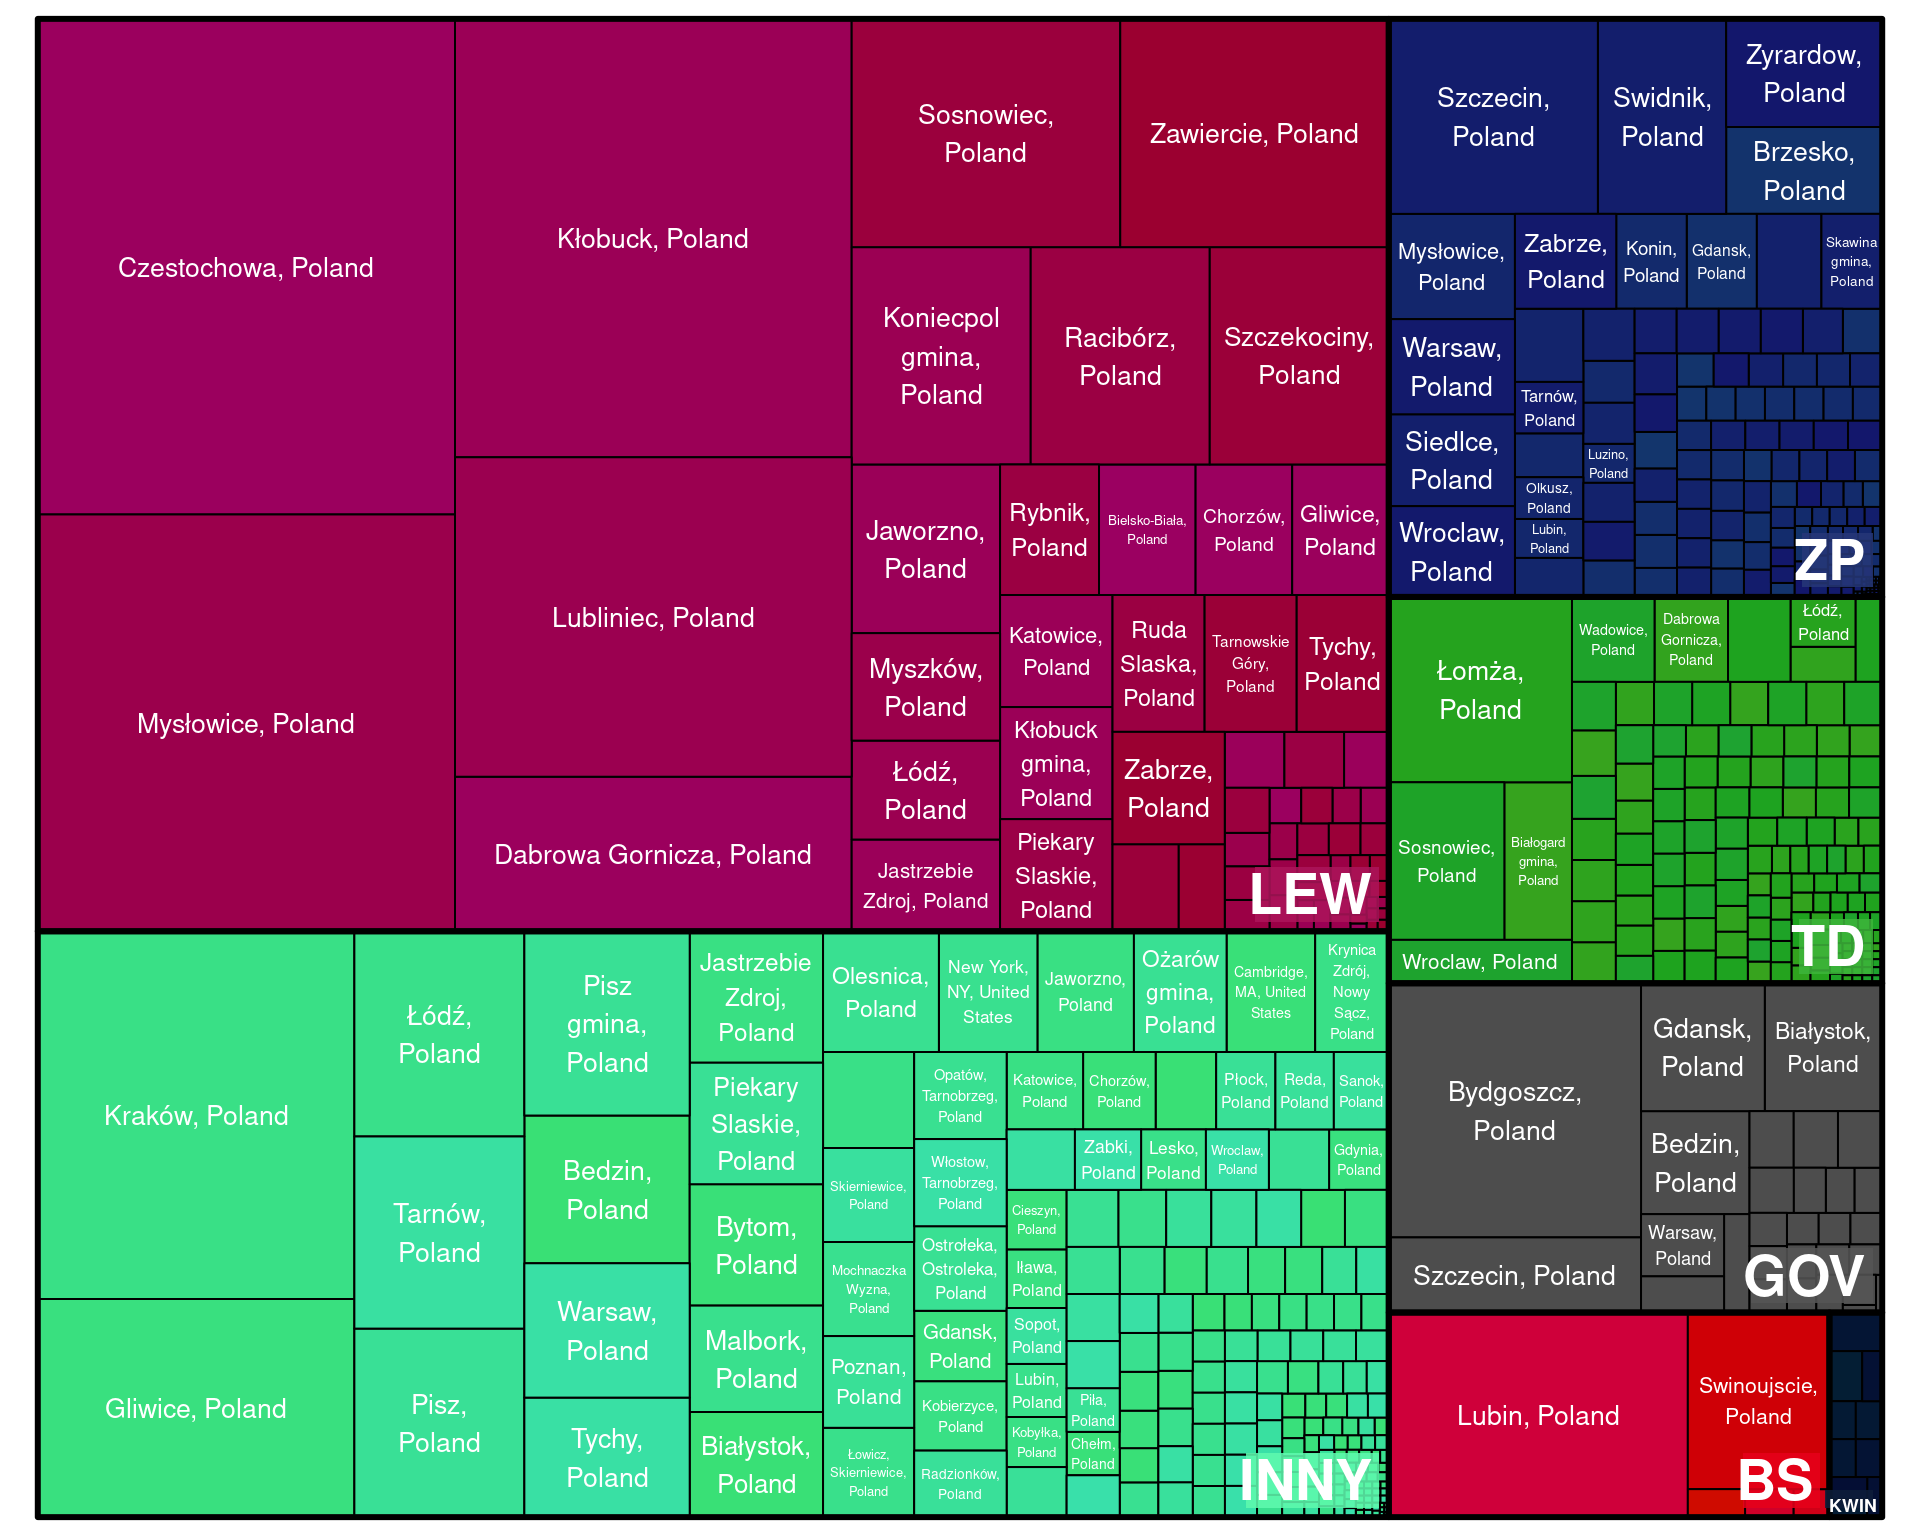 Czestochowa, Poland
Mysłowice, Poland
Kłobuck, Poland
Lubliniec, Poland
Dabrowa Gornicza, Poland
Sosnowiec,
Poland
Zawiercie, Poland
Koniecpol
gmina,
Poland
Racibórz,
Poland
Szczekociny,
Poland
Jaworzno,
Poland
Myszków,
Poland
Łódź,
Poland
Jastrzebie
Zdroj, Poland
Rybnik,
Poland
Bielsko-Biała,
Poland
Chorzów,
Poland
Gliwice,
Poland
Katowice,
Poland
Kłobuck
gmina,
Poland
Piekary
Slaskie,
Poland
Ruda
Slaska,
Poland
Tarnowskie
Góry,
Poland
Tychy,
Poland
Zabrze,
Poland
LEW
Szczecin,
Poland
Swidnik,
Poland
Zyrardow,
Poland
Brzesko,
Poland
Mysłowice,
Poland
Zabrze,
Poland
Konin,
Poland
Gdansk,
Poland
Skawina
gmina,
Poland
Warsaw,
Poland
Siedlce,
Poland
Wroclaw,
Poland
Tarnów,
Poland
Olkusz,
Poland
Lubin,
Poland
Luzino,
Poland
ZP
Łomża,
Poland
Sosnowiec,
Poland
Białogard
gmina,
Poland
Wroclaw, Poland
Wadowice,
Poland
Dabrowa
Gornicza,
Poland
Łódź,
Poland
TD
Kraków, Poland
Gliwice, Poland
Łódź,
Poland
Tarnów,
Poland
Pisz,
Poland
Pisz
gmina,
Poland
Bedzin,
Poland
Warsaw,
Poland
Tychy,
Poland
Jastrzebie
Zdroj,
Poland
Piekary
Slaskie,
Poland
Bytom,
Poland
Malbork,
Poland
Białystok,
Poland
Olesnica,
Poland
New York,
NY, United
States
Jaworzno,
Poland
Ożarów
gmina,
Poland
Cambridge,
MA, United
States
Krynica
Zdrój,
Nowy
Sącz,
Poland
Skierniewice,
Poland
Mochnaczka
Wyzna,
Poland
Poznan,
Poland
Łowicz,
Skierniewice,
Poland
Opatów,
Tarnobrzeg,
Poland
Włostow,
Tarnobrzeg,
Poland
Ostrołeka,
Ostroleka,
Poland
Gdansk,
Poland
Kobierzyce,
Poland
Radzionków,
Poland
Katowice,
Poland
Chorzów,
Poland
Płock,
Poland
Reda,
Poland
Sanok,
Poland
Zabki,
Poland
Lesko,
Poland
Wroclaw,
Poland
Gdynia,
Poland
Cieszyn,
Poland
Iława,
Poland
Sopot,
Poland
Lubin,
Poland
Kobyłka,
Poland
Piła,
Poland
Chełm,
Poland
INNY
Bydgoszcz,
Poland
Szczecin, Poland
Gdansk,
Poland
Białystok,
Poland
Bedzin,
Poland
Warsaw,
Poland
GOV
Lubin, Poland
Swinoujscie,
Poland
BS
KWIN